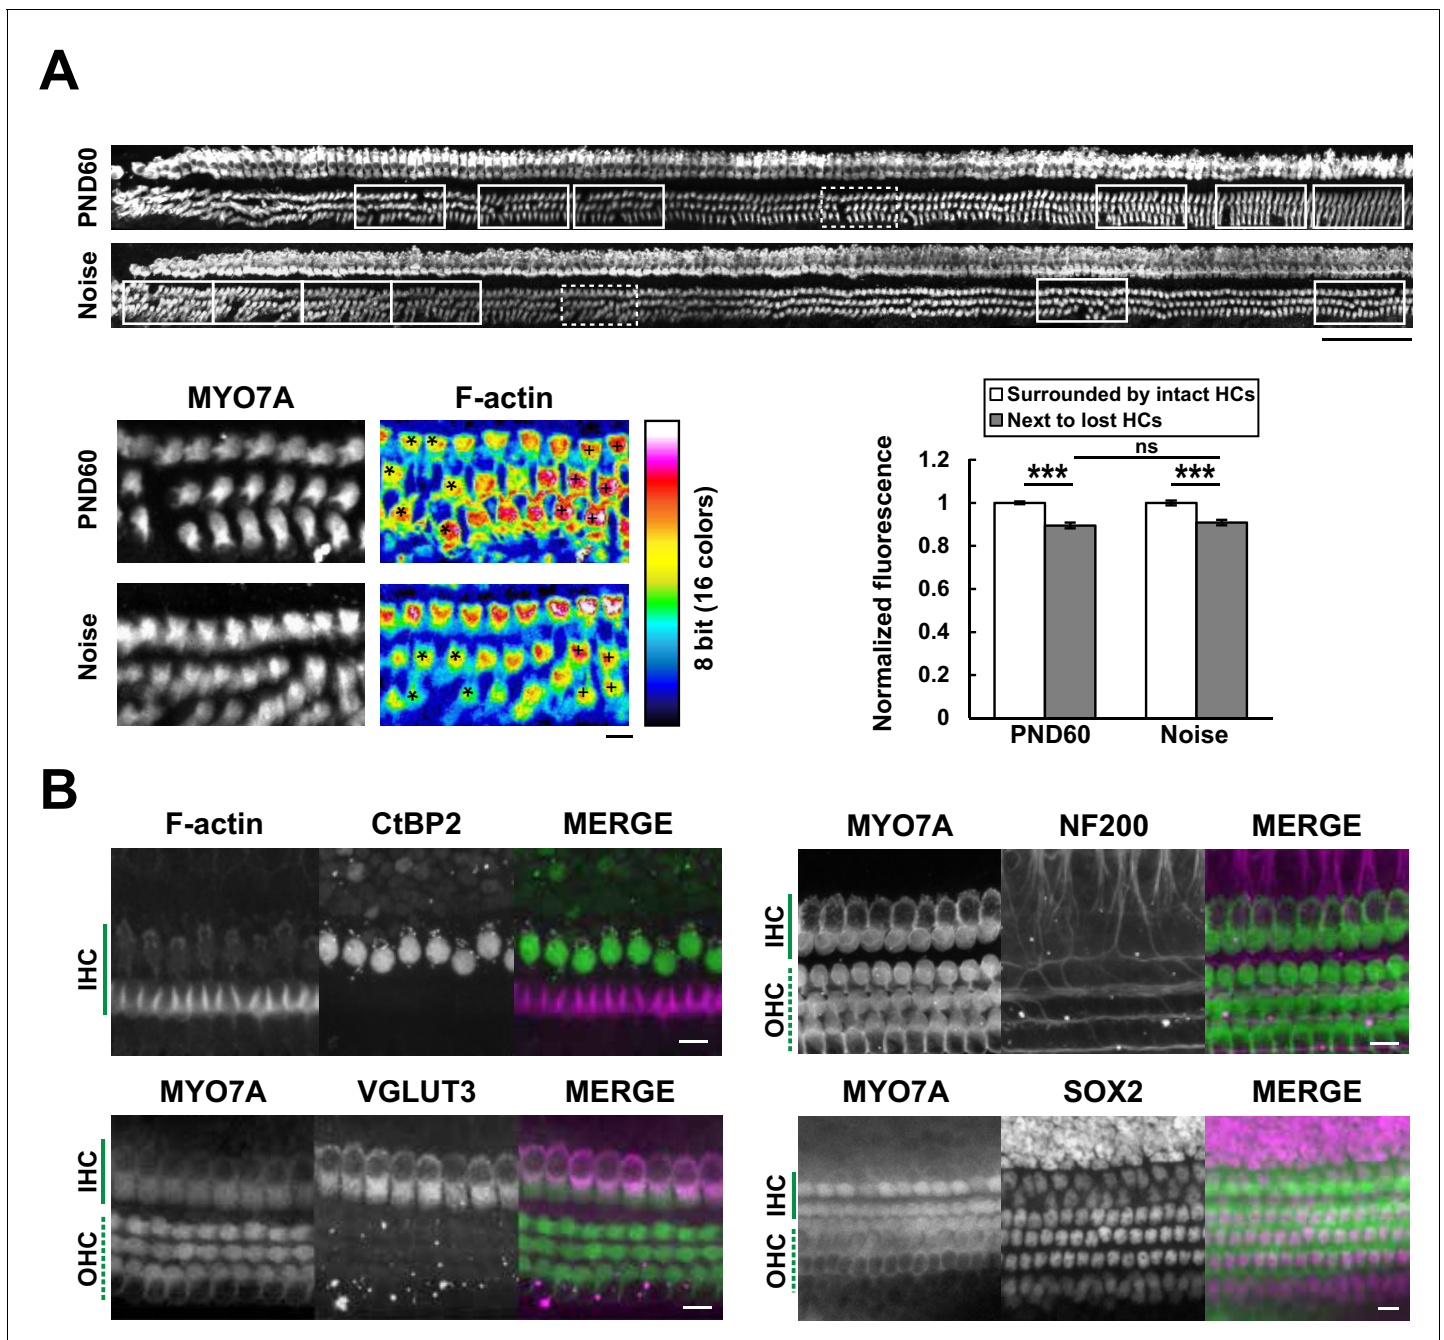 A
PND60
Noise
MYO7A
F-actin
PND60
Noise
* * + +
* * + +
* * + +
* * + +
* * + +
8 bit (16 colors)
Surrounded by intact HCs
Next to lost HCs
ns
*** ***
Normalized fluorescence
1.2
1
0.8
0.6
0.4
0.2
0
PND60 Noise
B
F-actin CtBP2 MERGE
IHC
MYO7A NF200 MERGE
IHC
OHC
MYO7A VGLUT3 MERGE
IHC
OHC
MYO7A SOX2 MERGE
IHC
OHC